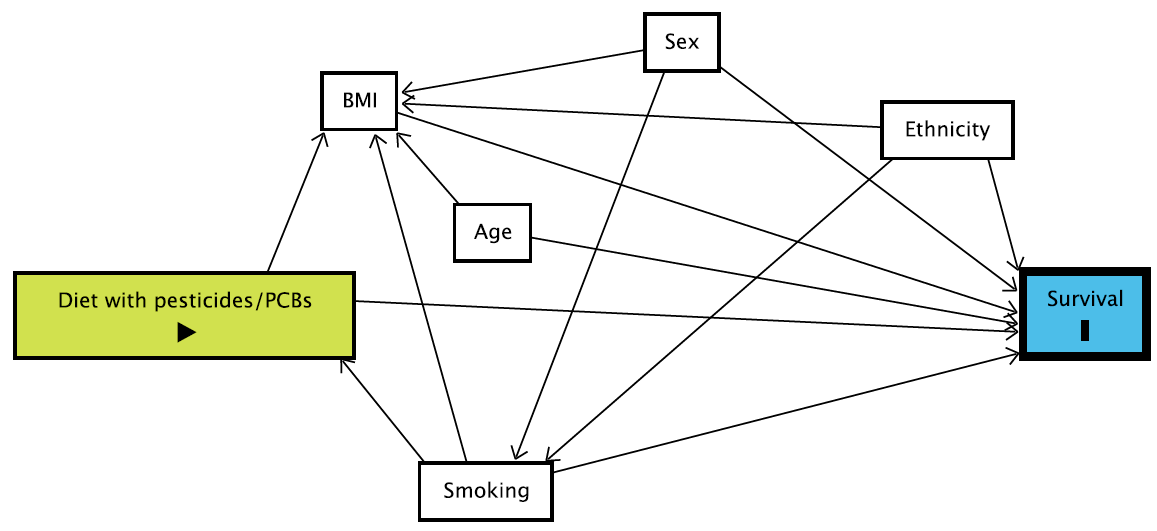 Sex
BMI
Ethnicity
Age
Diet with pesticides/PCBs
Survival
Smoking